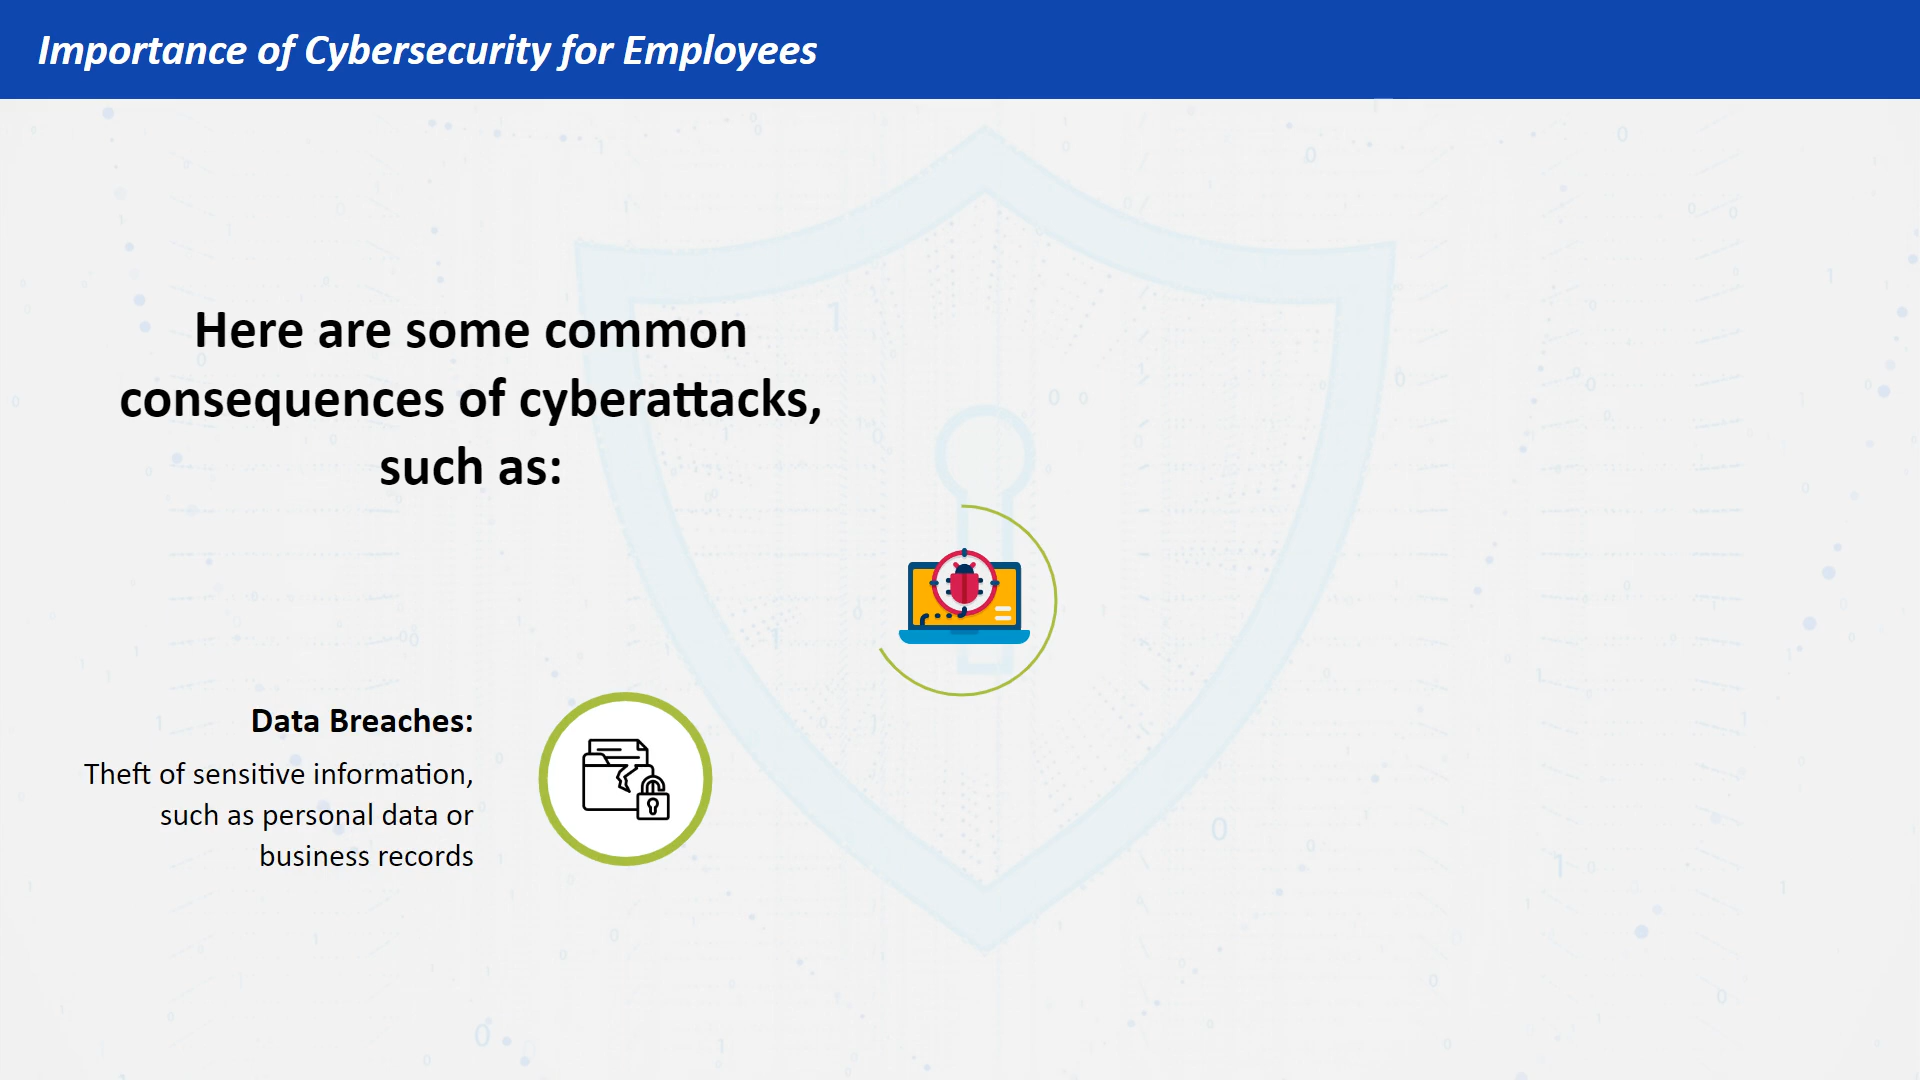 Importance of Cybersecurity for Employees
Here are some common
consequences of cyberattacks,
such as:
Data Breaches:
Theft of sensitive information,
such as personal data or
business records